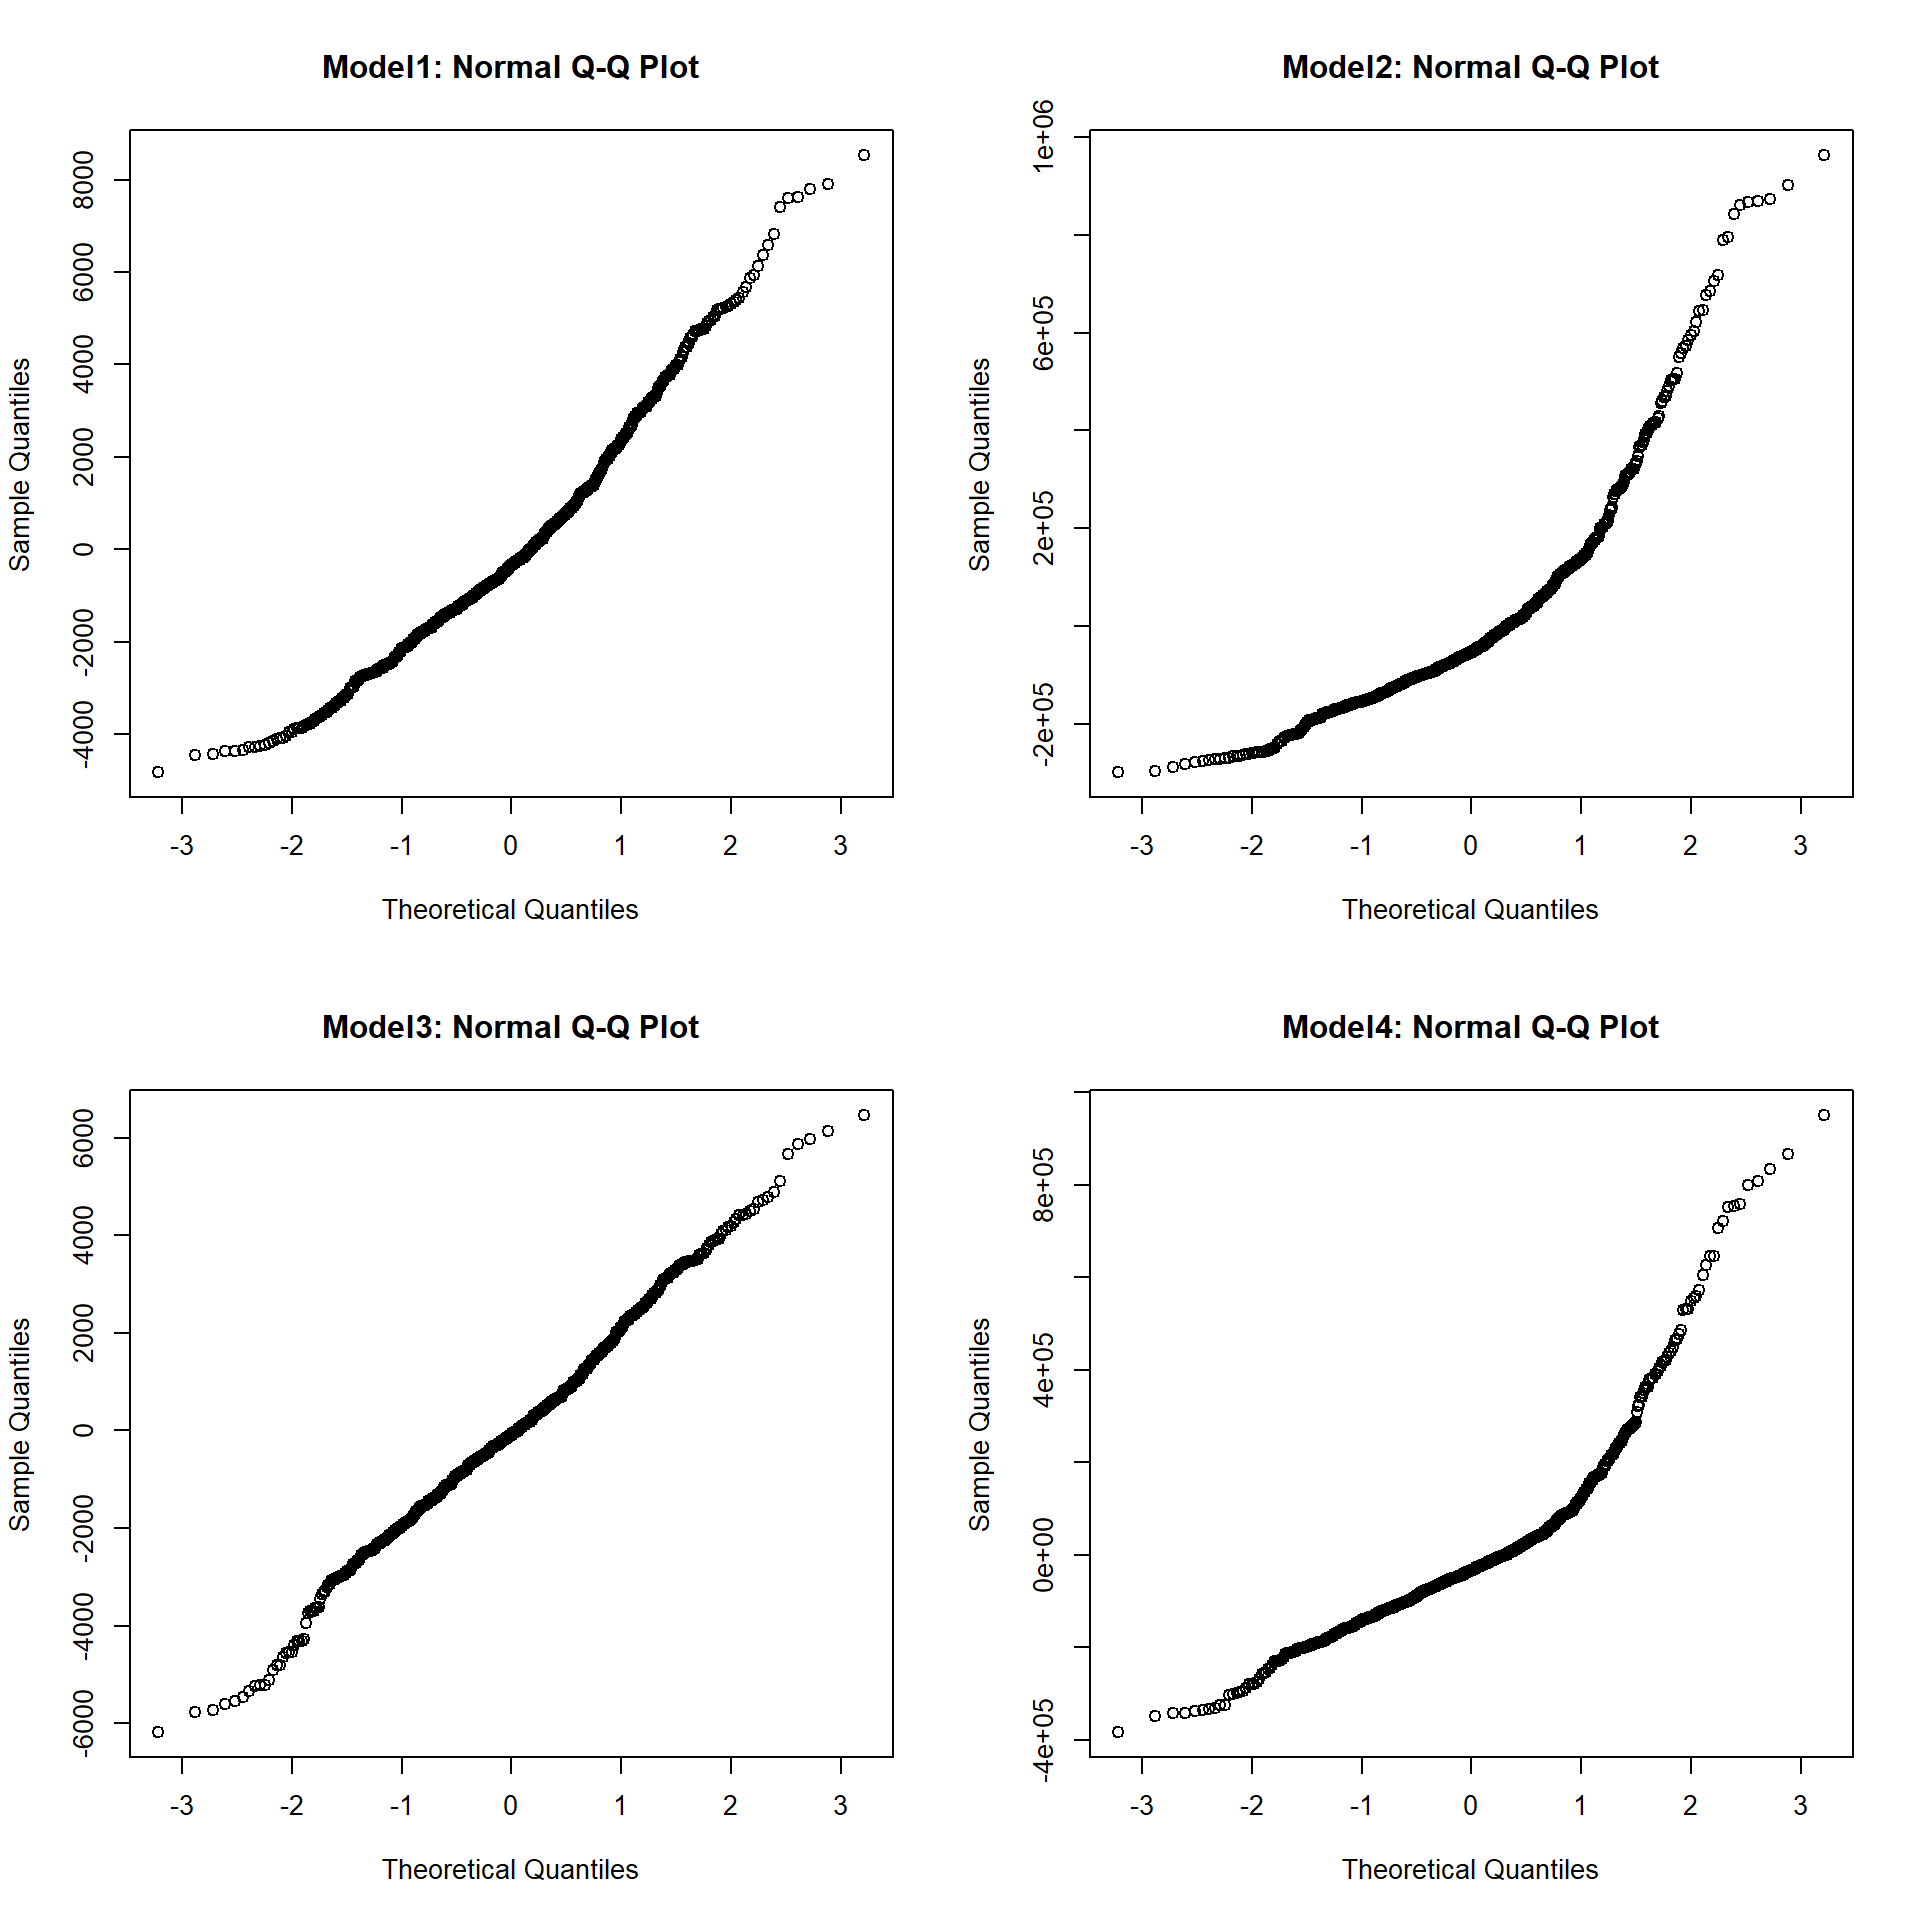 Model1: Normal Q-Q Plot
Sample Quantiles
8000
6000
4000
2000
0
-2000
-4000
-3 -2 -1 0 1 2 3
Theoretical Quantiles
Model2: Normal Q-Q Plot
Sample Quantiles
1e+06
6e+05
2e+05
-2e+05
-3 -2 -1 0 1 2 3
Theoretical Quantiles
Model3: Normal Q-Q Plot
Sample Quantiles
6000
4000
2000
0
-2000
-4000
-6000
-3 -2 -1 0 1 2 3
Theoretical Quantiles
Model4: Normal Q-Q Plot
Sample Quantiles
8e+05
4e+05
0e+00
-4e+05
-3 -2 -1 0 1 2 3
Theoretical Quantiles